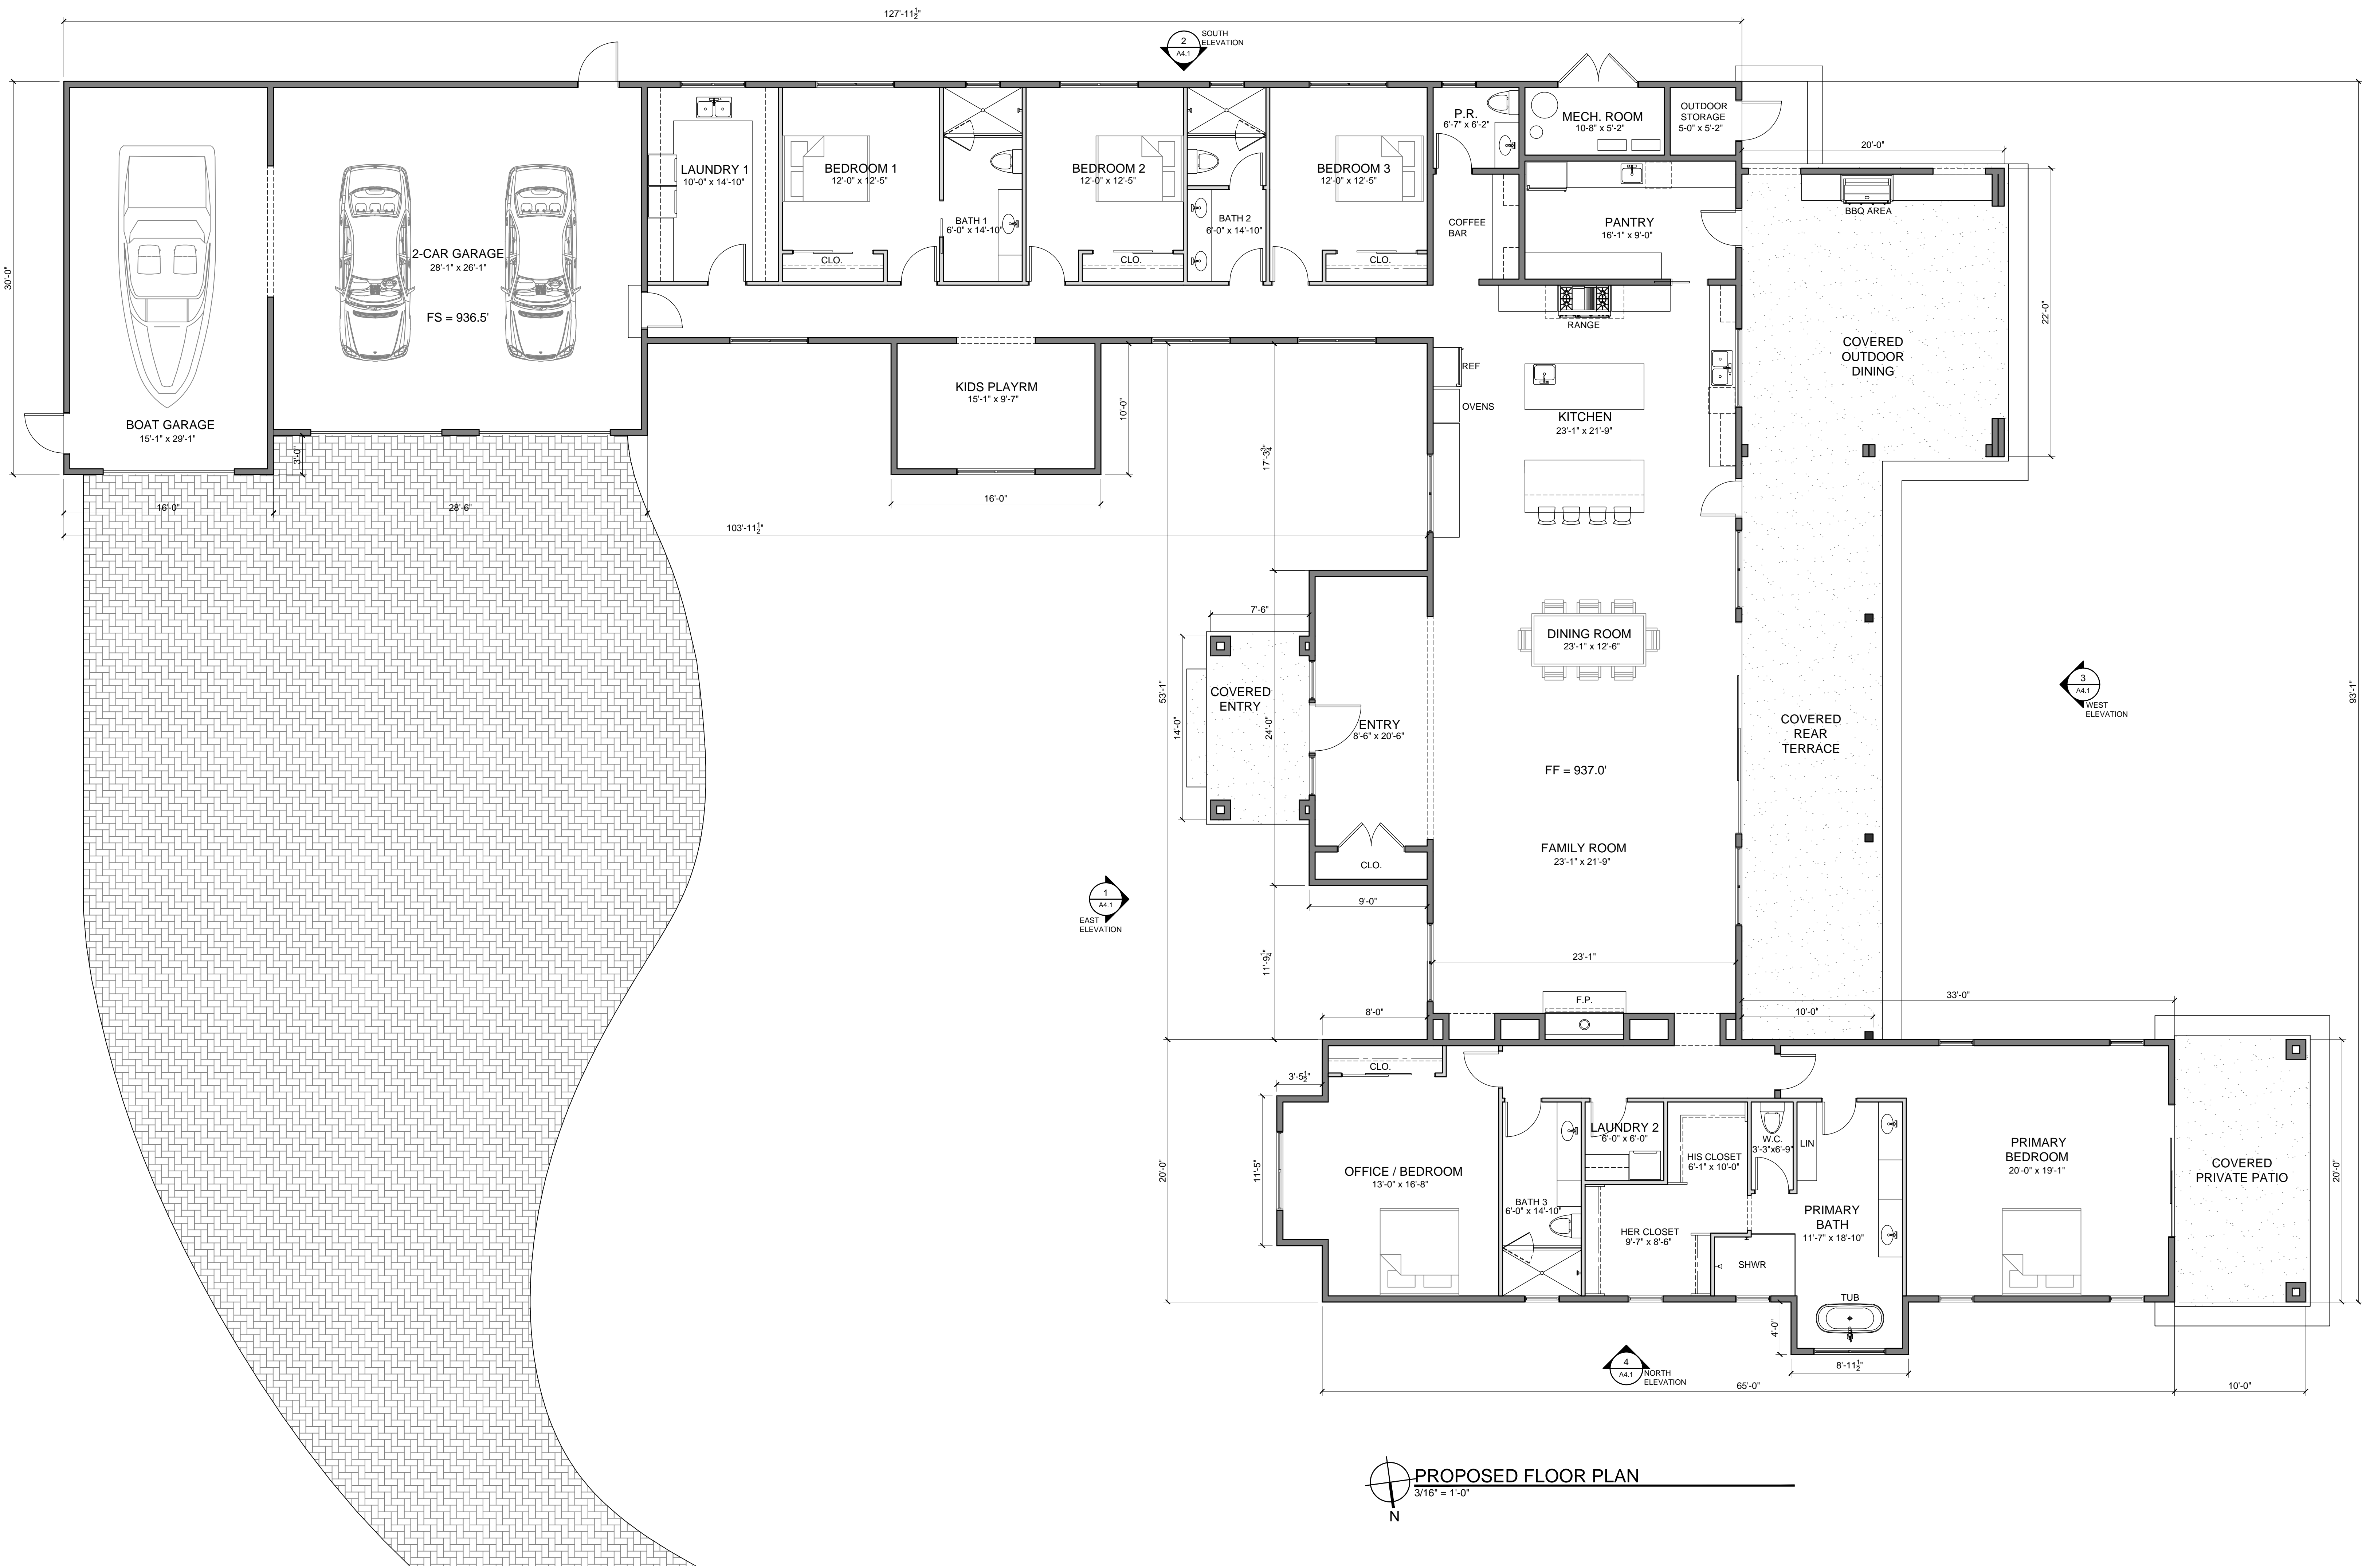 127'-11½"
2
A4.1
SOUTH
ELEVATION
30'-0"
BOAT GARAGE
15'-1" x 29'-1"
2-CAR GARAGE
28'-1" x 26'-1"
FS = 936.5'
LAUNDRY 1
10'-0" x 14'-10"
BEDROOM 1
12'-0" x 12'-5"
CLO.
BATH 1
6'-0" x 14'-10"
BEDROOM 2
12'-0" x 12'-5"
CLO.
BATH 2
6'-0" x 14'-10"
BEDROOM 3
12'-0" x 12'-5"
CLO.
P.R.
6'-7" x 6'-2"
MECH. ROOM
10-8" x 5'-2"
OUTDOOR
STORAGE
5-0" x 5'-2"
COFFEE
BAR
PANTRY
16'-1" x 9'-0"
20'-0"
BBQ AREA
22'-0"
COVERED
OUTDOOR
DINING
RANGE
REF
OVENS
KITCHEN
23'-1" x 21'-9"
KIDS PLAYRM
15'-1" x 9'-7"
10'-0"
16'-0"
3'-0"
16'-0"
28'-6"
103'-11½"
17'-3¾"
53'-1"
24'-0"
11'-9¼"
7'-6"
14'-0"
COVERED
ENTRY
ENTRY
8'-6" x 20'-6"
CLO.
9'-0"
DINING ROOM
23'-1" x 12'-6"
FF = 937.0'
FAMILY ROOM
23'-1" x 21'-9"
23'-1"
F.P.
COVERED
REAR
TERRACE
3
A4.1
WEST
ELEVATION
93'-1"
1
A4.1
EAST
ELEVATION
8'-0"
33'-0"
10'-0"
3'-5½"
11'-5"
20'-0"
CLO.
OFFICE / BEDROOM
13'-0" x 16'-8"
BATH 3
6'-0" x 14'-10"
LAUNDRY 2
6'-0" x 6'-0"
HIS CLOSET
6'-1" x 10'-0"
HER CLOSET
9'-7" x 8'-6"
W.C.
3'-3"x6'-9"
LIN
PRIMARY
BATH
11'-7" x 18'-10"
SHWR
TUB
PRIMARY
BEDROOM
20'-0" x 19'-1"
COVERED
PRIVATE PATIO
20'-0"
4'-0"
8'-11½"
4
A4.1
NORTH
ELEVATION
65'-0"
10'-0"
PROPOSED FLOOR PLAN
3/16" = 1'-0"
N